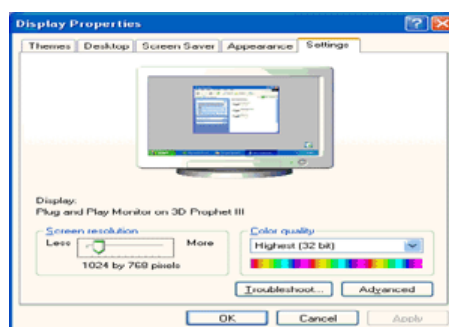 Display Properties
Themes Desktop Screen Saver Appearance Settings
Display:
Plug and Play Monitor on 3D Prophet III
Screen resolution
Less More
1024 by 768 pixels
Color quality
Highest (32 bit)
Troubleshoot... Advanced
OK Cancel Apply